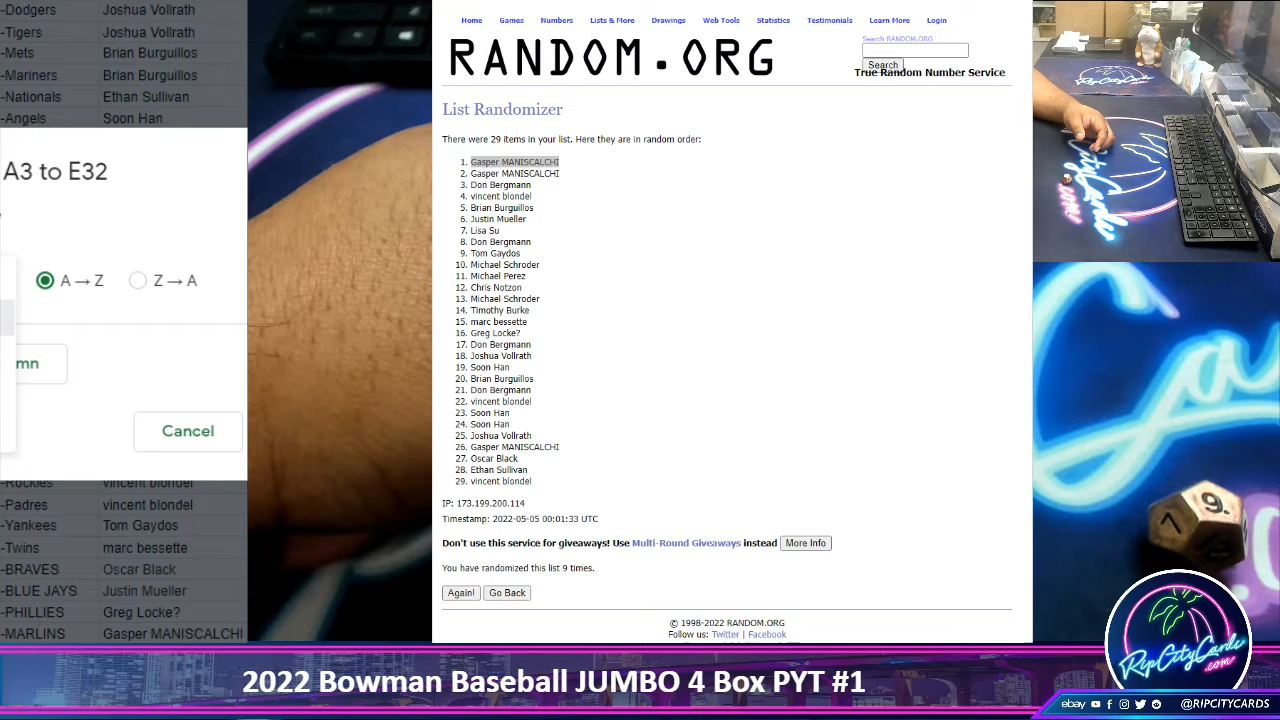 -Dodgers Joshua Vollrath
-Mets Joshua Vollrath
Brian Burguillos
-Mariners Brian Burguillos
-Nationals Ethan Sullivan
-Angels Soon Han
A3 to E32
A → Z
Z → A
mn
Cancel
-Rockies vincent blondel
-Padres vincent blondel
-Yankees Tom Gaydos
-Twins marc bessette
-BRAVES Oscar Black
-BLUE JAYS Justin Mueller
-PHILLIES Greg Locke?
-MARLINS Gasper MANISCALCHI
Home Games Numbers Lists & More Drawings Web Tools Statistics Testimonials Learn More Login
RANDOM.ORG
Search RANDOM.ORG
Search
True Random Number Service
List Randomizer
There were 29 items in your list. Here they are in random order:
1. Gasper MANISCALCHI
2. Gasper MANISCALCHI
3. Don Bergmann
4. vincent blondel
5. Brian Burguillos
6. Justin Mueller
7. Lisa Su
8. Don Bergmann
9. Tom Gaydos
10. Michael Schroder
11. Michael Perez
12. Chris Notzon
13. Michael Schroder
14. Timothy Burke
15. marc bessette
16. Greg Locke?
17. Don Bergmann
18. Joshua Vollrath
19. Soon Han
20. Brian Burguillos
21. Don Bergmann
22. vincent blondel
23. Soon Han
24. Soon Han
25. Joshua Vollrath
26. Gasper MANISCALCHI
27. Oscar Black
28. Ethan Sullivan
29. vincent blondel
IP: 173.199.200.114
Timestamp: 2022-05-05 00:01:33 UTC
Don't use this service for giveaways! Use Multi-Round Giveaways instead More Info
You have randomized this list 9 times.
Again! Go Back
© 1998-2022 RANDOM.ORG
Follow us: Twitter | Facebook
CityCards
.com
7
9
2022 Bowman Baseball JUMBO 4 Box PYT #1
RipCityCards
.com
ebay @RIPCITYCARDS